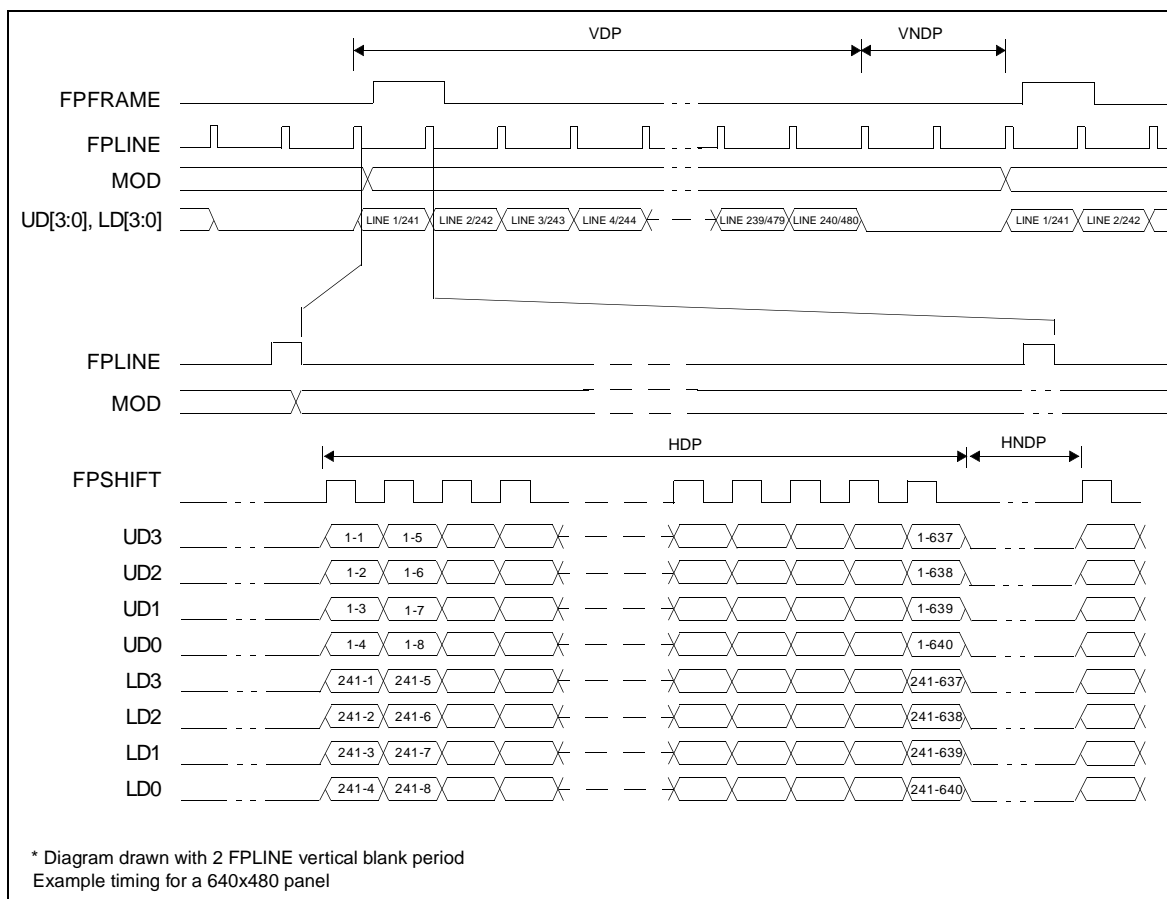 VDP VNDP
FPFRAME
FPLINE
MOD
UD[3:0], LD[3:0] LINE 1/241 LINE 2/242 LINE 3/243 LINE 4/244 LINE 239/479 LINE 240/480 LINE 1/241 LINE 2/242
FPLINE
MOD
HDP HNDP
FPSHIFT
UD3 1-1 1-5 1-637
UD2 1-2 1-6 1-638
UD1 1-3 1-7 1-639
UD0 1-4 1-8 1-640
LD3 241-1 241-5 241-637
LD2 241-2 241-6 241-638
LD1 241-3 241-7 241-639
LD0 241-4 241-8 241-640
* Diagram drawn with 2 FPLINE vertical blank period
Example timing for a 640x480 panel